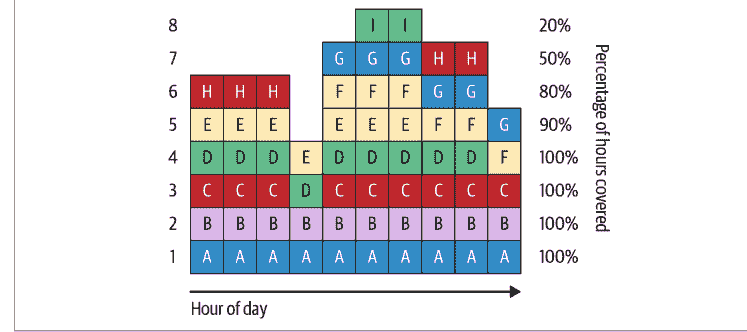 8 I I 20%
7 G G G H H 50%
6 H H H F F F G G 80%
5 E E E E E E F F G 90%
4 D D D E D D D D D F 100%
3 C C C D C C C C C C 100%
2 B B B B B B B B B B 100%
1 A A A A A A A A A A 100%
Hour of day
Percentage of hours covered